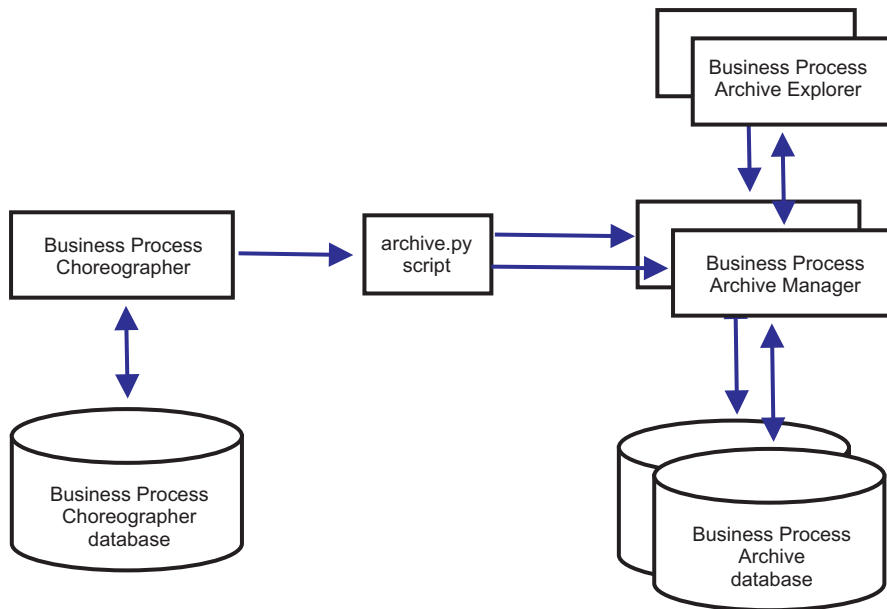 Business Process
Archive Explorer
Business Process
Choreographer
archive.py
script
Business Process
Archive Manager
Business Process
Choreographer
database
Business Process
Archive
database